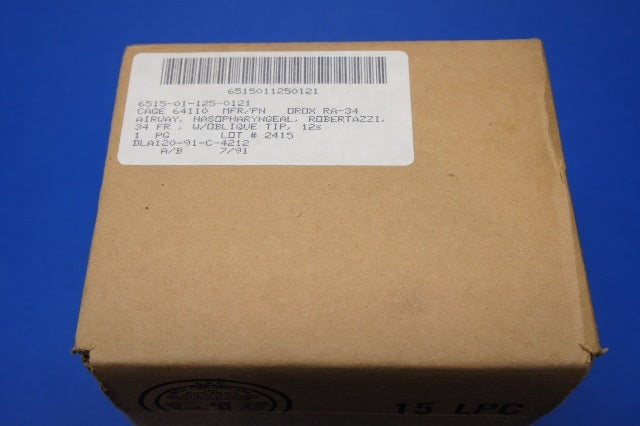 6515011250121
6515-01-125-0121
CAGE 64110 MFR/PN OROX RA-34
AIRWAY, NASOPHARYNGEAL, ROBERTAZZI,
34 FR , W/OBLIQUE TIP, 12s
1 PG LOT # 2415
DLA120-91-C-4212
A/B 7/91
15 LPC